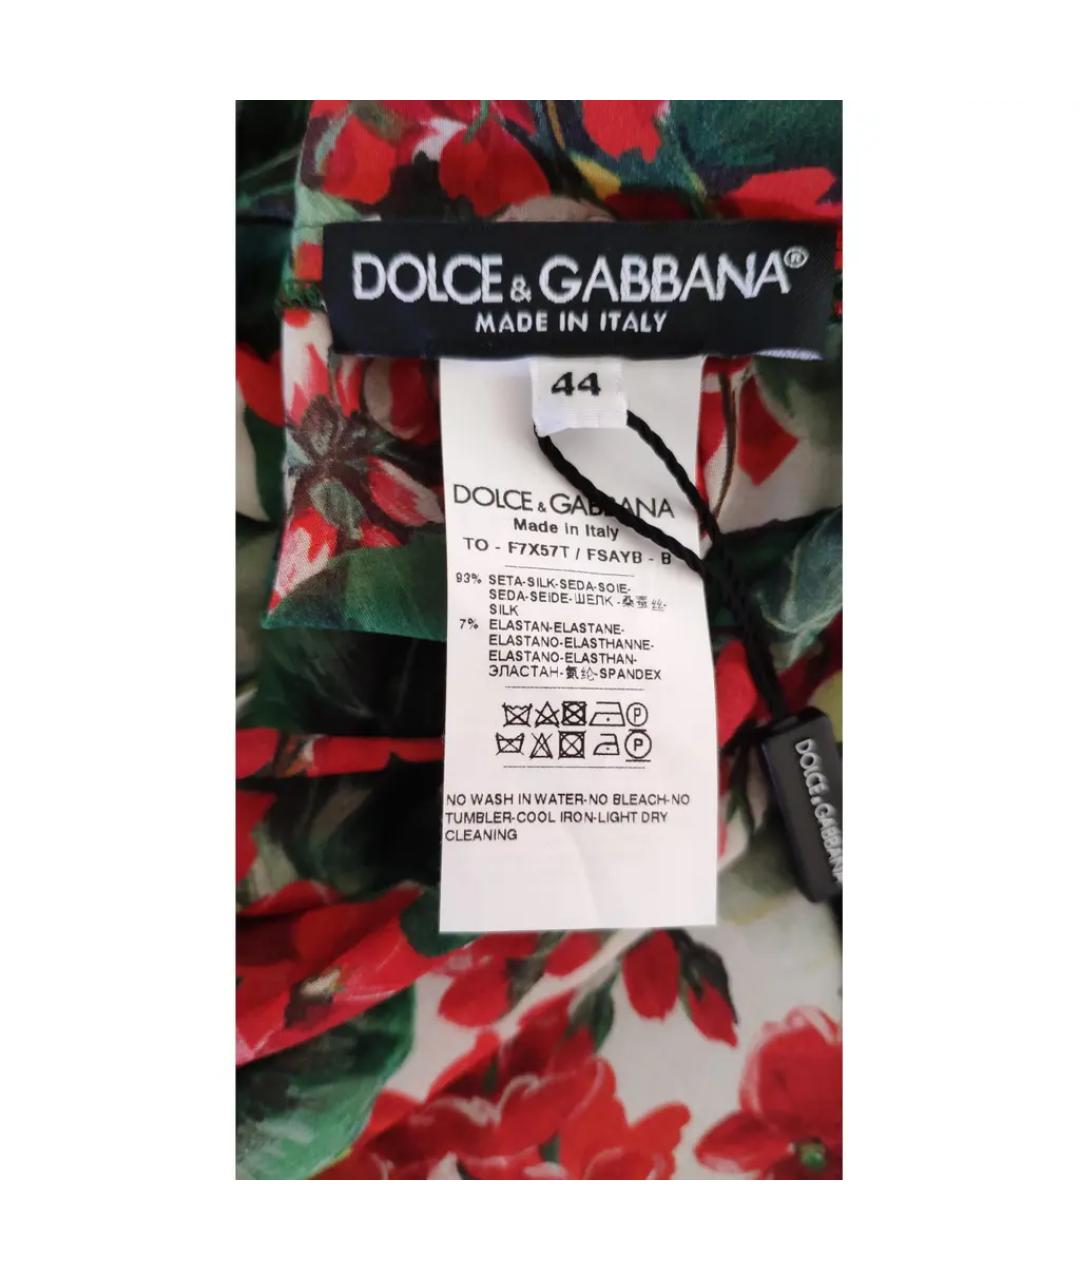 DOLCE & GABBANA®
MADE IN ITALY
44
DOLCE & GABBANA
Made in Italy
TO - F7X57T / FSAYB - B
93% SETA-SILK-SEDA-SOIE-
SEDA-SEIDE-ШЕЛК-桑蚕丝-
SILK
7% ELASTAN-ELASTANE-
ELASTANO-ELASTHANNE-
ELASTANO-ELASTHAN-
ЭЛАСТАН-氨纶-SPANDEX
P
P
NO WASH IN WATER-NO BLEACH-NO
TUMBLER-COOL IRON-LIGHT DRY
CLEANING
DOLCE & GABBANA